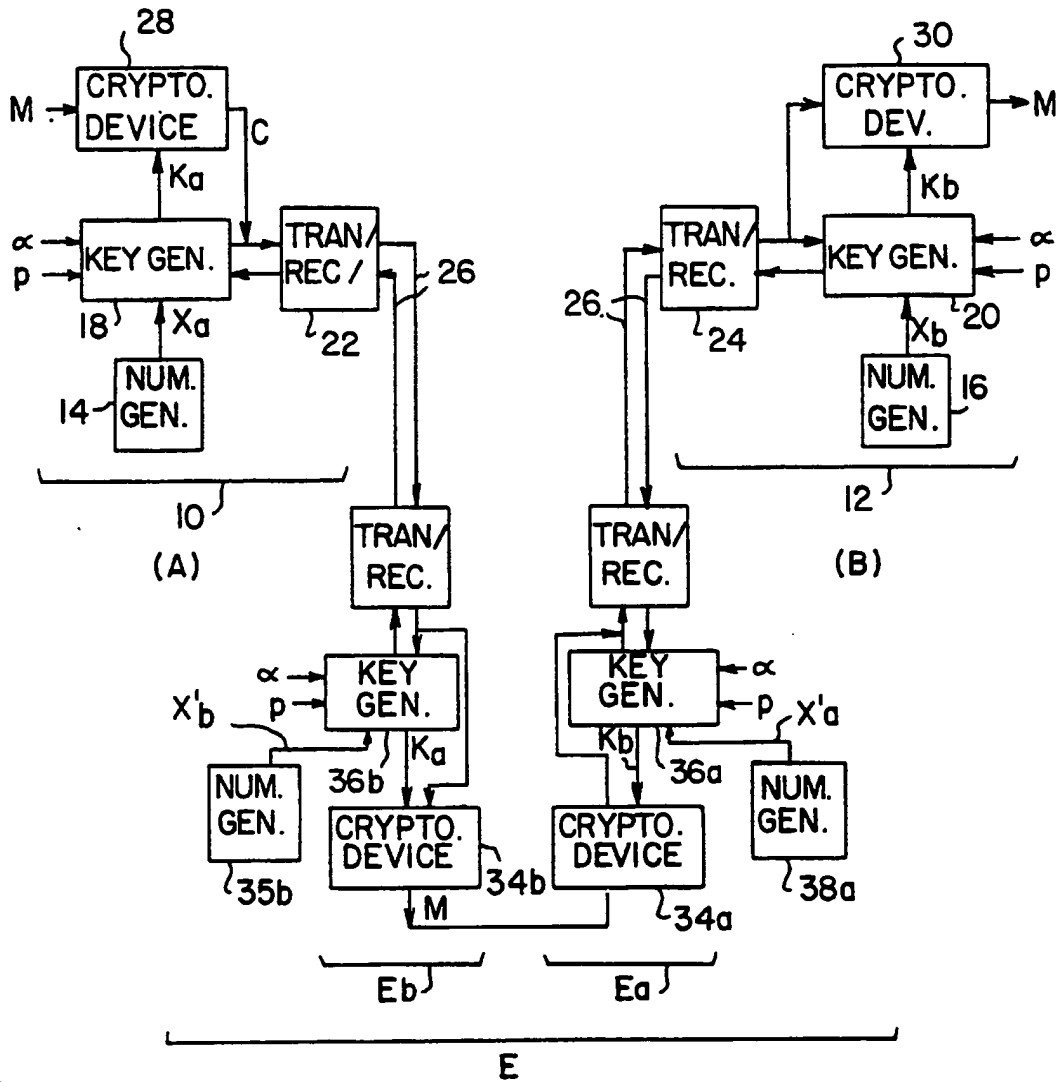 28
CRYPTO.
DEVICE
M
C
Ka
α
p
KEY GEN.
18
Xa
TRAN/
REC/
22
26
NUM.
GEN.
14
10
(A)
30
CRYPTO.
DEV.
M
Kb
TRAN/
REC.
24
26
KEY GEN.
α
p
20
Xb
NUM.
GEN.
16
12
(B)
TRAN/
REC.
TRAN/
REC.
α
p
KEY
GEN.
36b
X'b
Ka
NUM.
GEN.
35b
CRYPTO.
DEVICE
34b
M
KEY
GEN.
α
p
36a
X'a
Kb
NUM.
GEN.
38a
CRYPTO.
DEVICE
34a
Eb
Ea
E